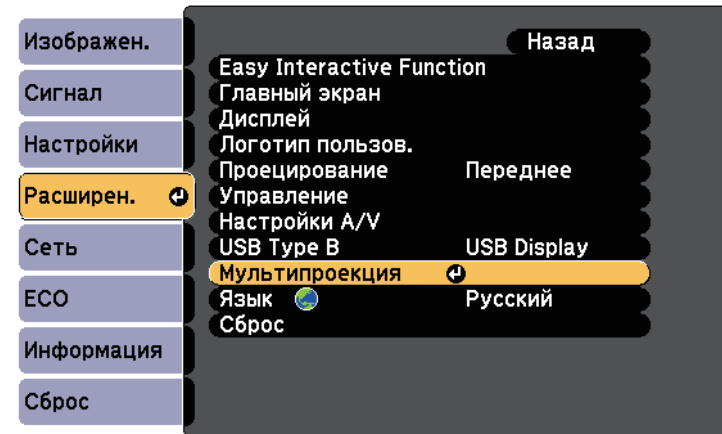 Изображен.
Сигнал
Настройки
Расширен.
Сеть
ECO
Информация
Сброс
Назад
Easy Interactive Function
Главный экран
Дисплей
Логотип пользов.
Проецирование Переднее
Управление
Настройки A/V
USB Type B USB Display
Мультипроекция
Язык Русский
Сброс